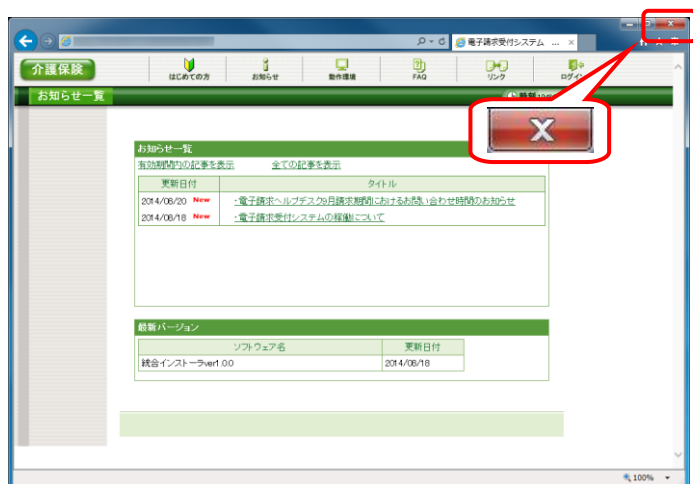 電子請求受付システム ...
介護保険
はじめての方
お知らせ
動作環境
FAQ
リンク
お知らせ一覧
お知らせ一覧
有効期間内の記事を表示 全ての記事を表示
更新日付 タイトル
2014/08/20 New ・電子請求ヘルプデスク9月請求期間におけるお問い合わせ時間のお知らせ
2014/08/18 New ・電子請求受付システムの稼働について
最新バージョン
ソフトウェア名 更新日付
統合インストーラver1.0.0 2014/08/18
100%